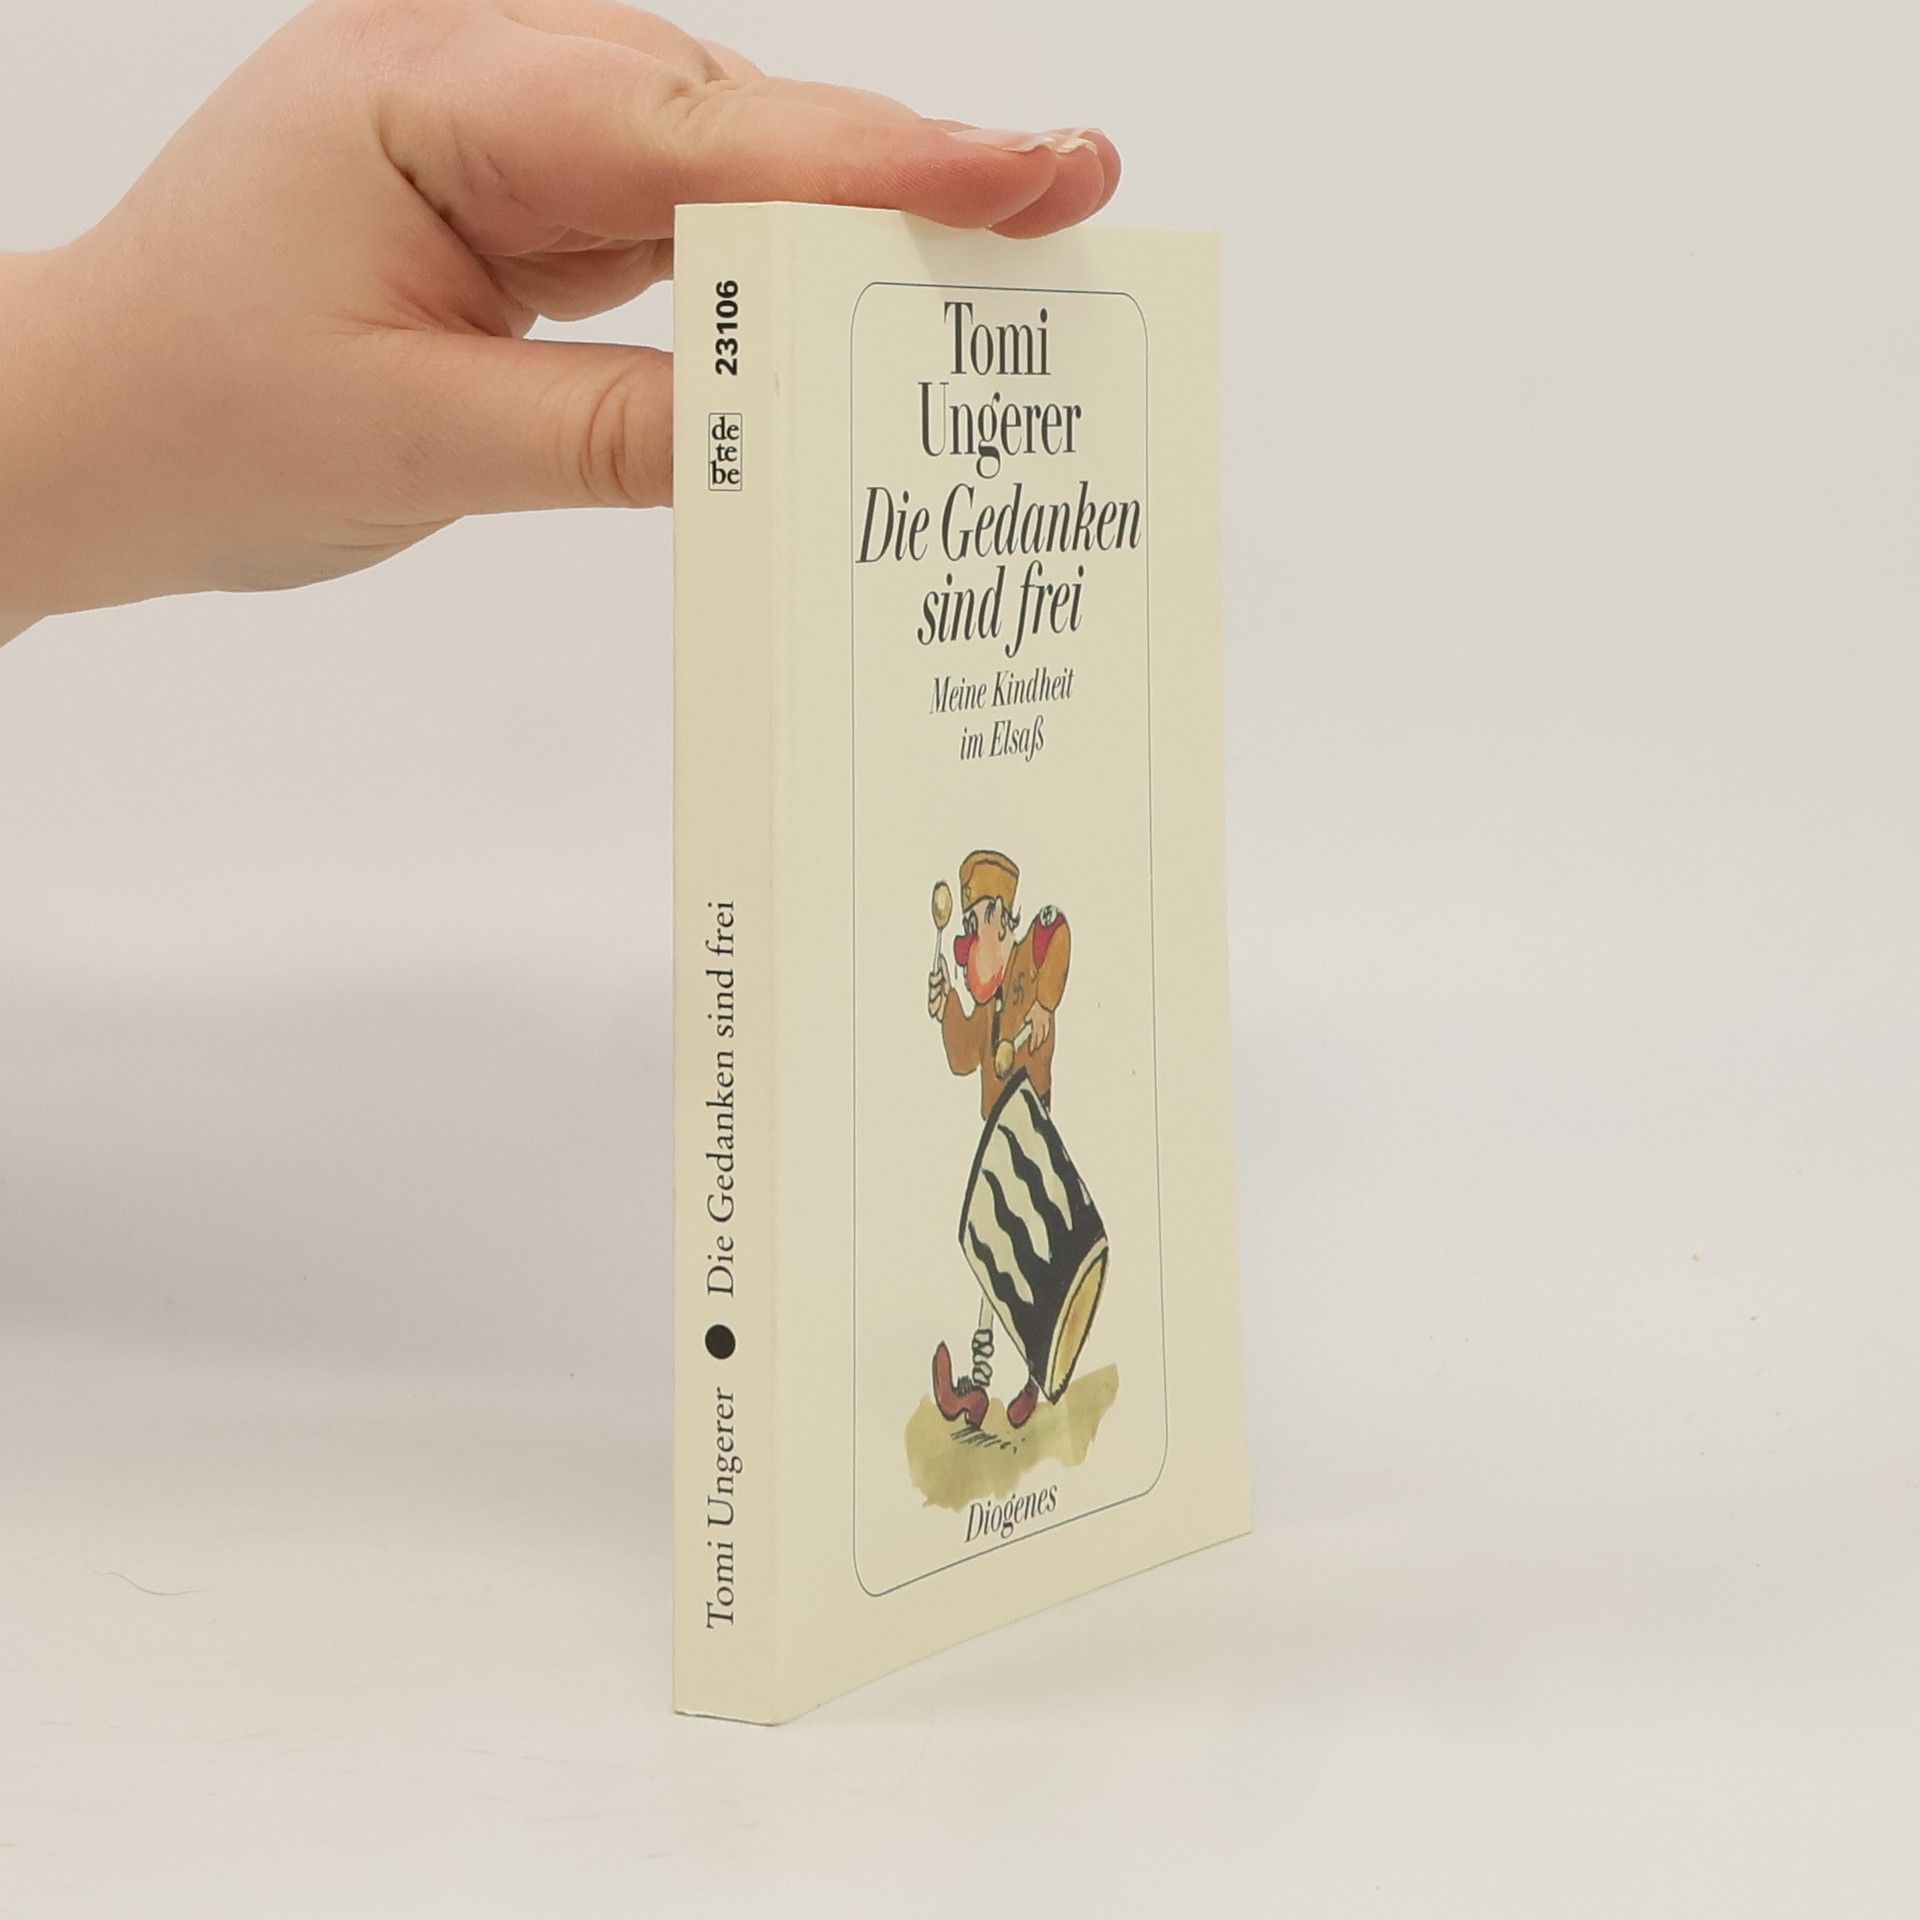 Tomi
Ungerer
Die Gedanken
sind frei
Meine Kindheit
im Elsaß
Diogenes
Tomi Ungerer ● Die Gedanken sind frei
de
te
be
23106